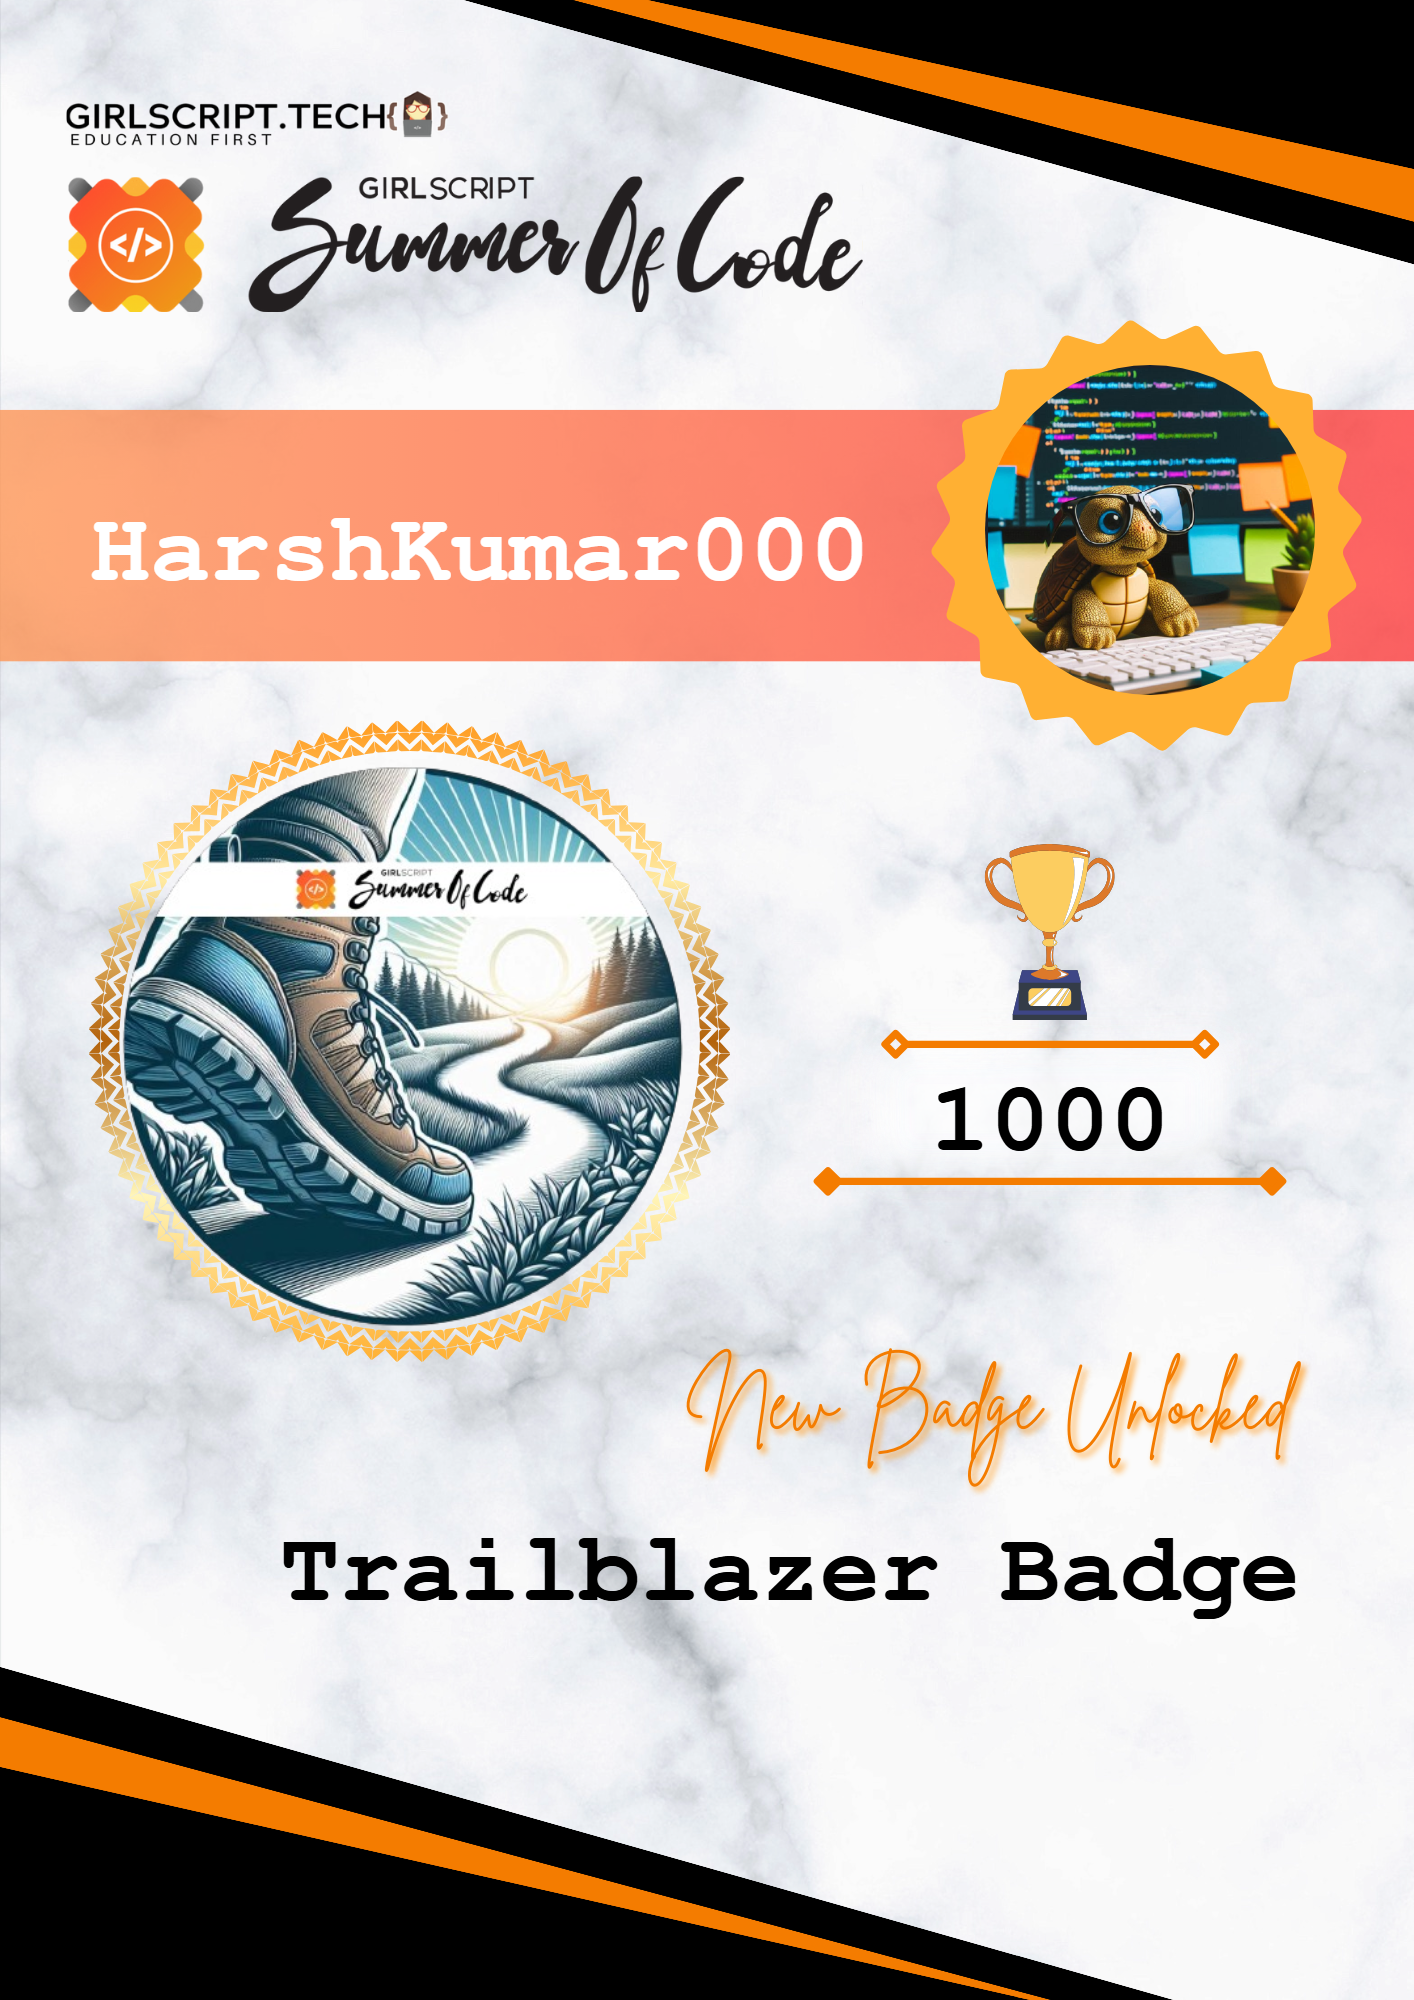 GIRLSCRIPT.TECH{ }
EDUCATION FIRST
GIRLSCRIPT
Summer Of Code
</>
HarshKumar000
GIRLSCRIPT
</> Summer Of Code
1000
New Badge Unlocked
Trailblazer Badge